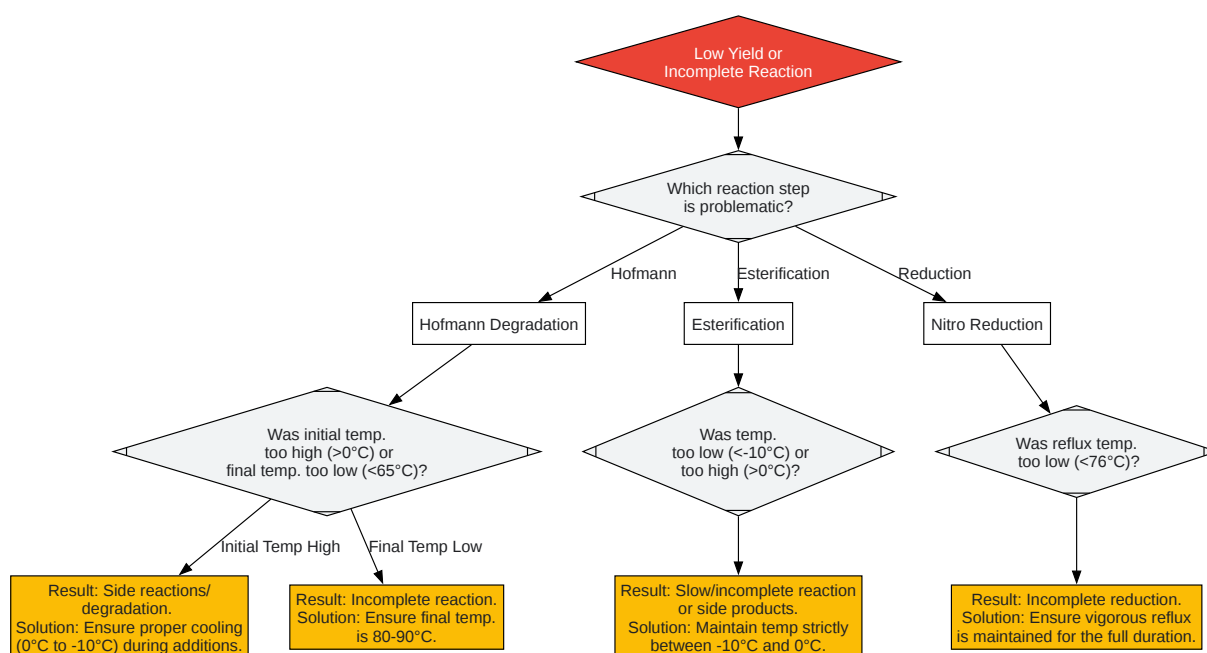 Low Yield or
Incomplete Reaction
Which reaction step
is problematic?
Hofmann
Esterification
Reduction
Hofmann Degradation
Esterification
Nitro Reduction
Was initial temp.
too high (>0°C) or
final temp. too low (<65°C)?
Was temp.
too low (<-10°C) or
too high (>0°C)?
Was reflux temp.
too low (<76°C)?
Initial Temp High
Final Temp Low
Result: Side reactions/
degradation.
Solution: Ensure proper cooling
(0°C to -10°C) during additions.
Result: Incomplete reaction.
Solution: Ensure final temp.
is 80-90°C.
Result: Slow/incomplete reaction
or side products.
Solution: Maintain temp strictly
between -10°C and 0°C.
Result: Incomplete reduction.
Solution: Ensure vigorous reflux
is maintained for the full duration.